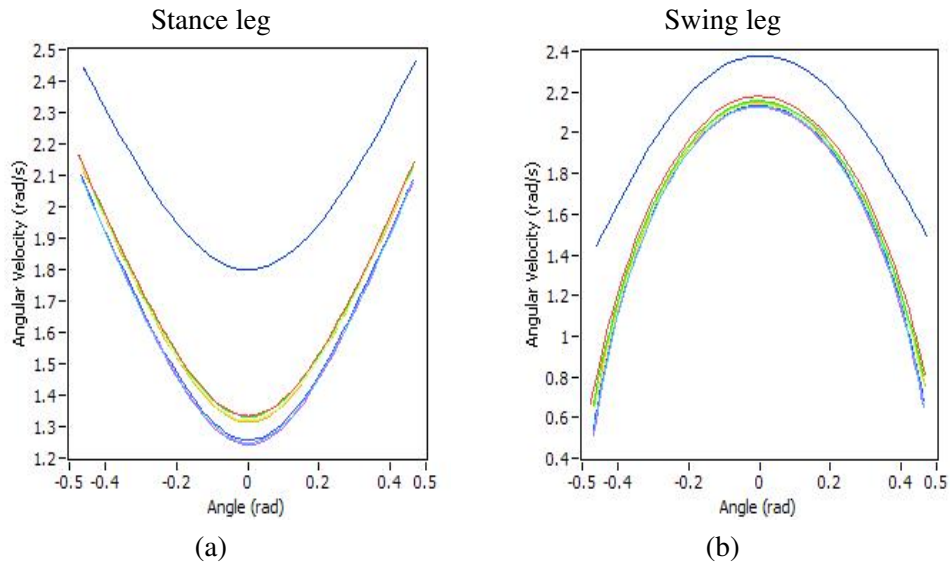 Stance leg
Swing leg
2.5
2.4
2.3
2.2
2.1
2
1.9
1.8
1.7
1.6
1.5
1.4
1.3
1.2
Angular Velocity (rad/s)
-0.5 -0.4 -0.2 0 0.2 0.4 0.5
Angle (rad)
(a)
2.4
2.2
2
1.8
1.6
1.4
1.2
1
0.8
0.6
0.4
Angular Velocity (rad/s)
-0.5 -0.4 -0.2 0 0.2 0.4 0.5
Angle (rad)
(b)